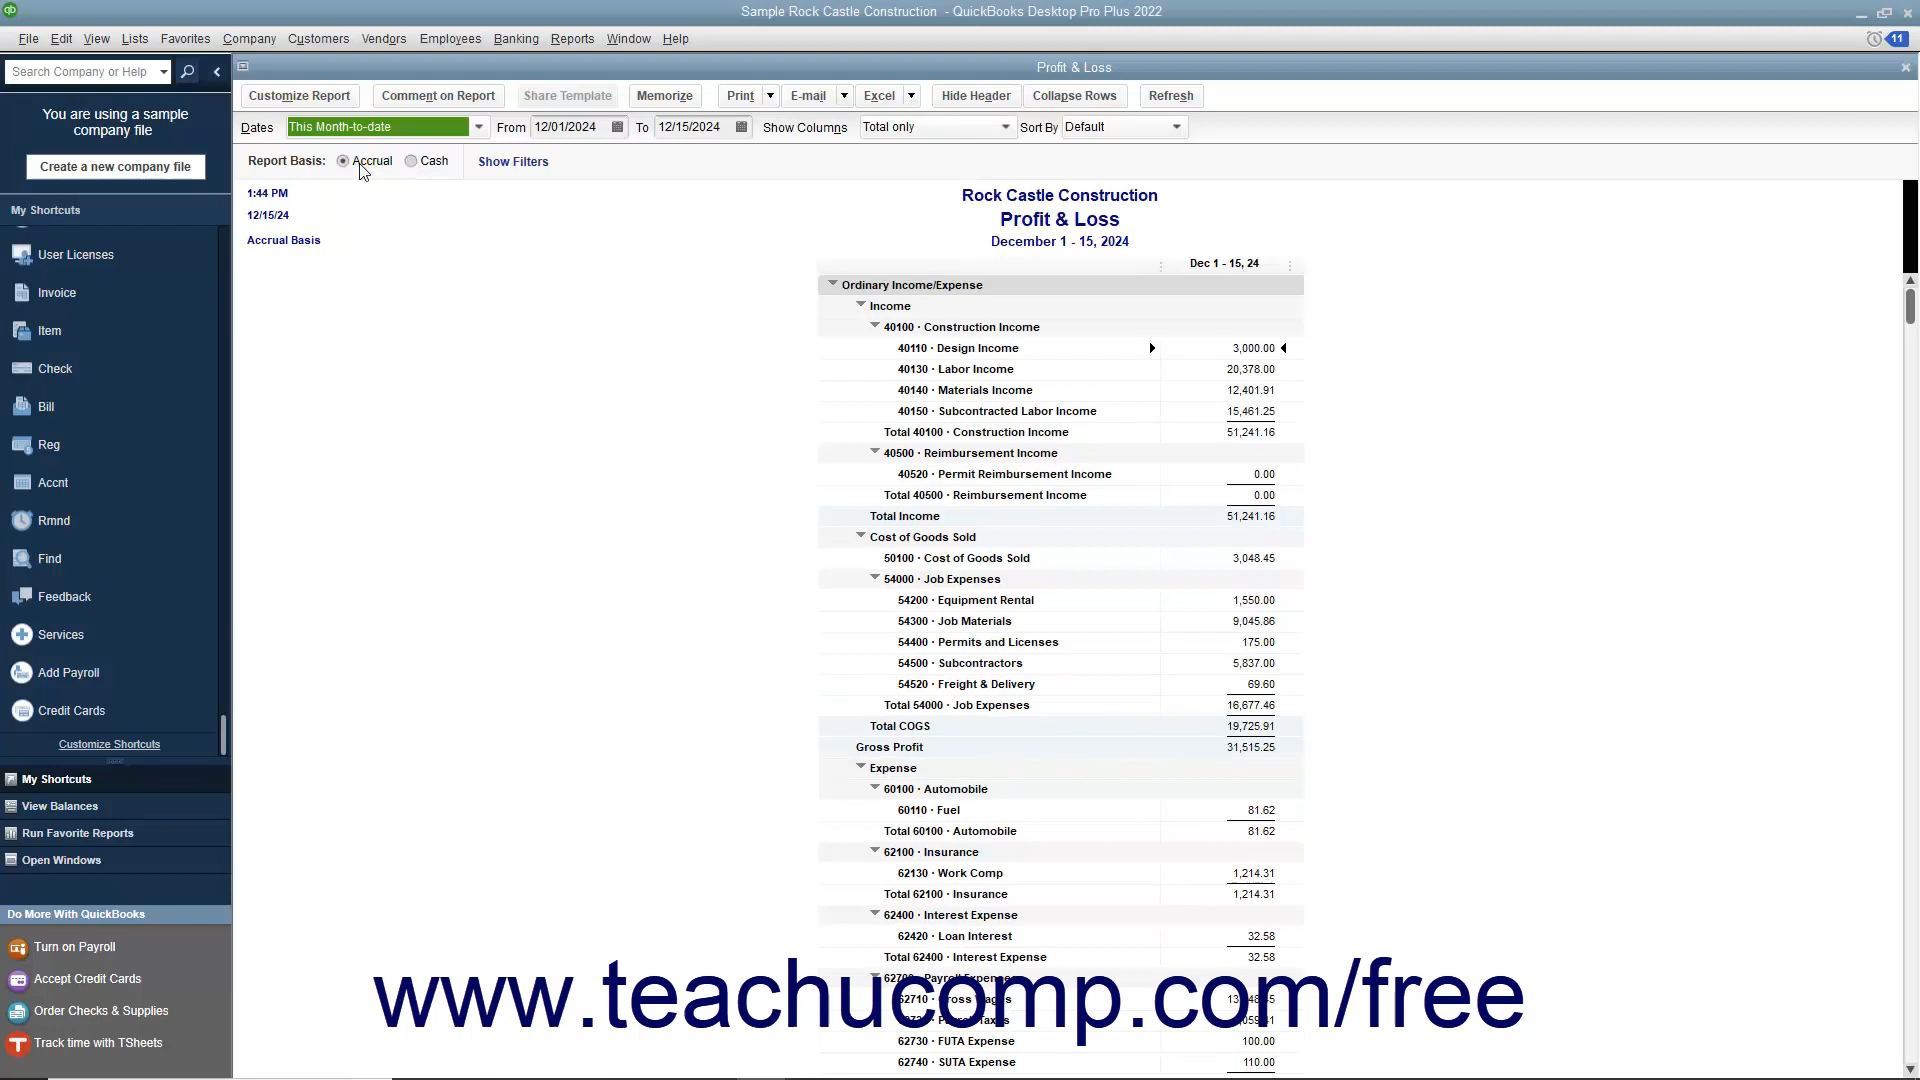 Sample Rock Castle Construction - QuickBooks Desktop Pro Plus 2022
File Edit View Lists Favorites Company Customers Vendors Employees Banking Reports Window Help
11
Search Company or Help
Profit & Loss
Customize Report Comment on Report Share Template Memorize Print E-mail Excel Hide Header Collapse Rows Refresh
Dates This Month-to-date From 12/01/2024 To 12/15/2024 Show Columns Total only Sort By Default
Report Basis: Accrual Cash Show Filters
You are using a sample
company file
Create a new company file
My Shortcuts
User Licenses
Invoice
Item
Check
Bill
Reg
Accnt
Rmnd
Find
Feedback
Services
Add Payroll
Credit Cards
Customize Shortcuts
My Shortcuts
View Balances
Run Favorite Reports
Open Windows
Do More With QuickBooks
Turn on Payroll
Accept Credit Cards
Order Checks & Supplies
Track time with TSheets
1:44 PM
12/15/24
Accrual Basis
Rock Castle Construction
Profit & Loss
December 1 - 15, 2024
Dec 1 - 15, 24
Ordinary Income/Expense
Income
40100 · Construction Income
40110 · Design Income 3,000.00
40130 · Labor Income 20,378.00
40140 · Materials Income 12,401.91
40150 · Subcontracted Labor Income 15,461.25
Total 40100 · Construction Income 51,241.16
40500 · Reimbursement Income
40520 · Permit Reimbursement Income 0.00
Total 40500 · Reimbursement Income 0.00
Total Income 51,241.16
Cost of Goods Sold
50100 · Cost of Goods Sold 3,048.45
54000 · Job Expenses
54200 · Equipment Rental 1,550.00
54300 · Job Materials 9,045.86
54400 · Permits and Licenses 175.00
54500 · Subcontractors 5,837.00
54520 · Freight & Delivery 69.60
Total 54000 · Job Expenses 16,677.46
Total COGS 19,725.91
Gross Profit 31,515.25
Expense
60100 · Automobile
60110 · Fuel 81.62
Total 60100 · Automobile 81.62
62100 · Insurance
62130 · Work Comp 1,214.31
Total 62100 · Insurance 1,214.31
62400 · Interest Expense
62420 · Loan Interest 32.58
Total 62400 · Interest Expense 32.58
62700 · Payroll Expenses
62710 · Gross Wages
Payroll Taxes
62730 · FUTA Expense 100.00
62740 · SUTA Expense 110.00
www.teachucomp.com/free